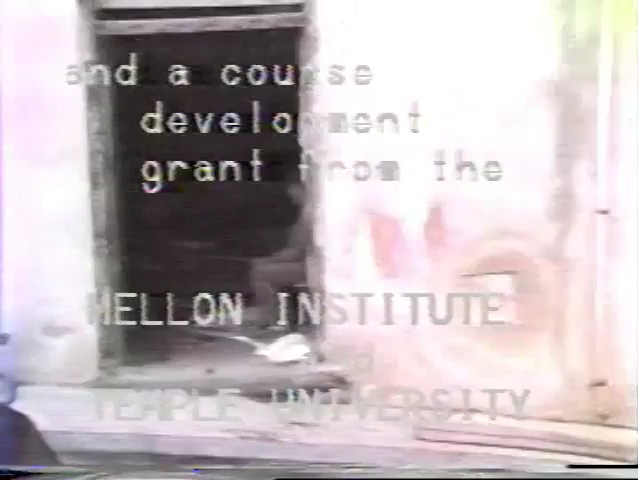 and a course
development
grant from the
MELLON INSTITUTE
TEMPLE UNIVERSITY